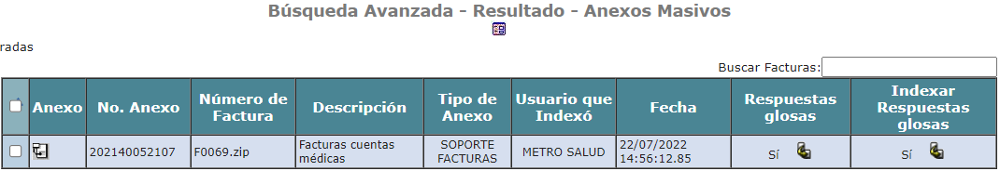 Búsqueda Avanzada - Resultado - Anexos Masivos
radas
Buscar Facturas:
Anexo No. Anexo Número de Factura Descripción Tipo de Anexo Usuario que Indexó Fecha Respuestas glosas Indexar Respuestas glosas
202140052107 F0069.zip Facturas cuentas médicas SOPORTE FACTURAS METRO SALUD 22/07/2022 14:56:12.85 Sí Sí